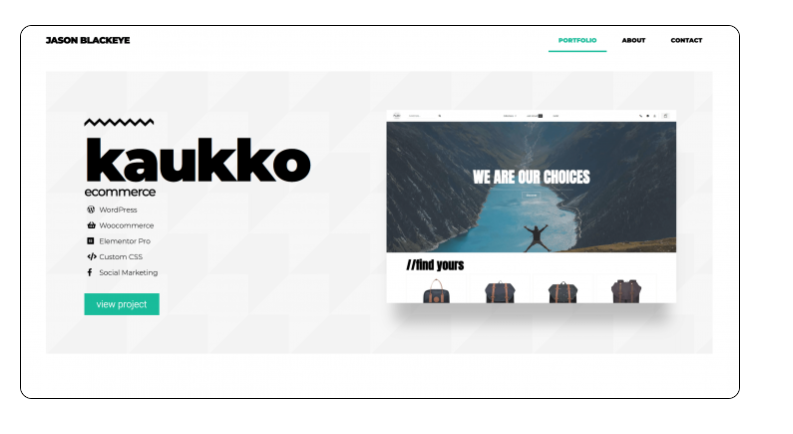 JASON BLACKEYE
PORTFOLIO ABOUT CONTACT
kaukko
ecommerce
WordPress
Woocommerce
Elementor Pro
Custom CSS
Social Marketing
view project
WE ARE OUR CHOICES
//find yours